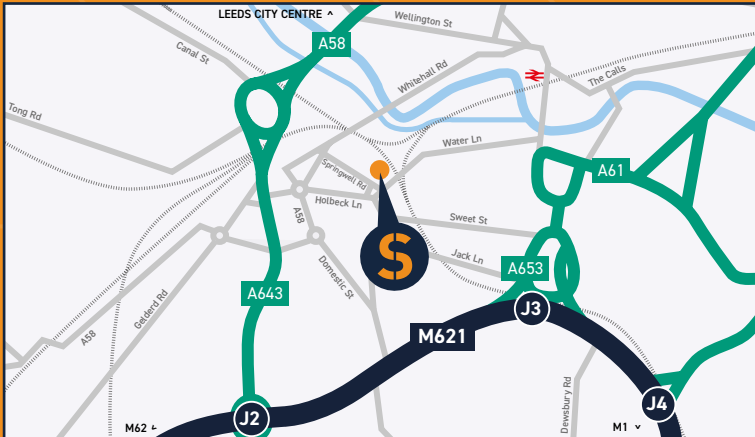 LEEDS CITY CENTRE ^
Wellington St
A58
Canal St
Whitehall Rd
The Calls
Tong Rd
Water Ln
Springwell Rd
A61
Holbeck Ln
A58
Sweet St
S
Jack Ln
A653
Domestic St
A643
Gelderd Rd
J3
M621
A58
Dewsbury Rd
J4
J2
M62
M1